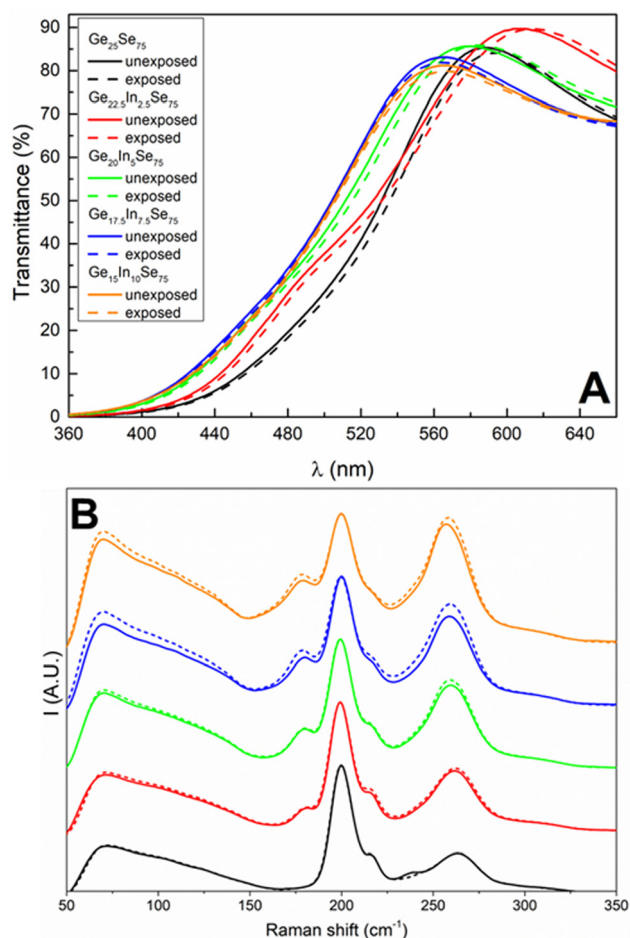 A
Transmittance (%)
90
80
70
60
50
40
30
20
10
0
Ge25Se75
unexposed
exposed
Ge22.5In2.5Se75
unexposed
exposed
Ge20In5Se75
unexposed
exposed
Ge17.5In7.5Se75
unexposed
exposed
Ge15In10Se75
unexposed
exposed
360 400 440 480 520 560 600 640
λ (nm)
B
I (A.U.)
50 100 150 200 250 300 350
Raman shift (cm⁻¹)